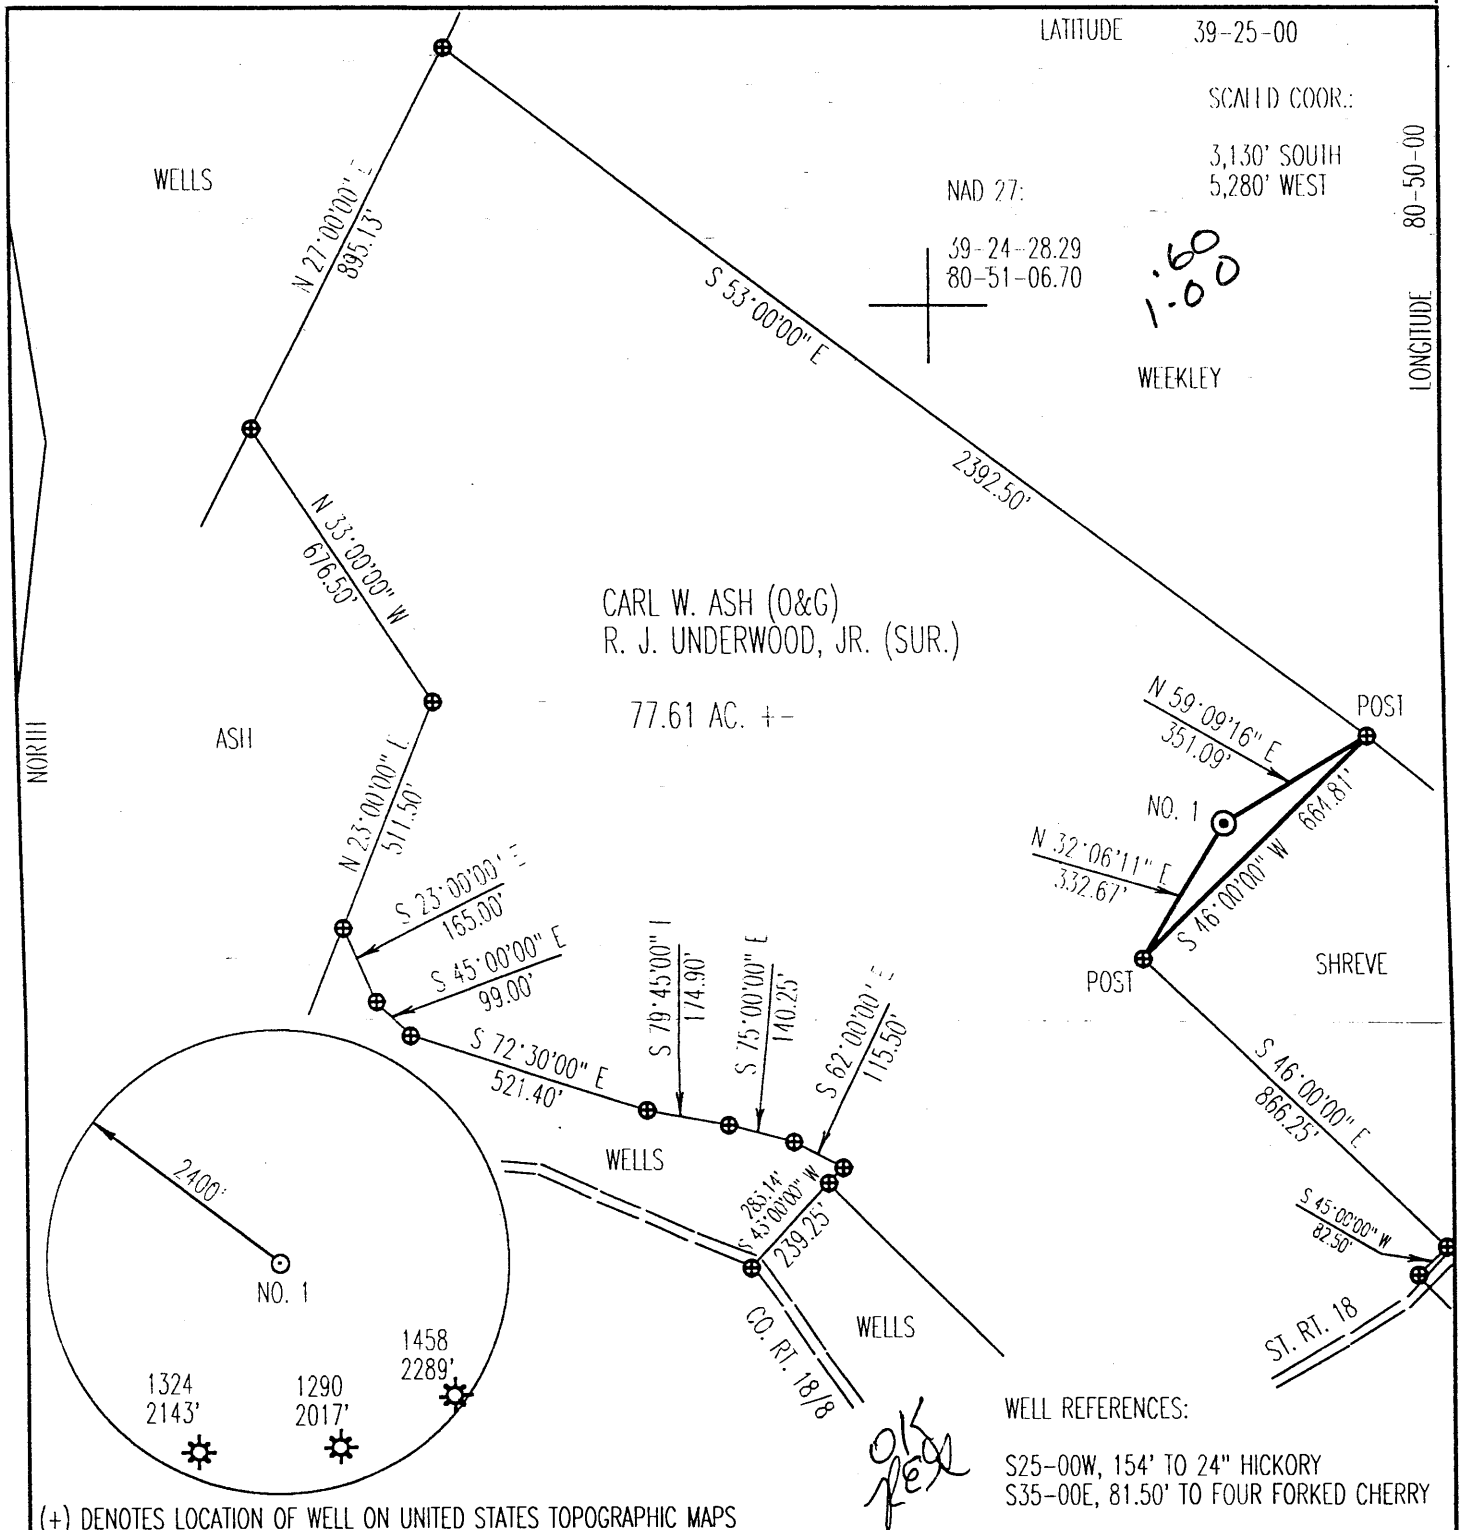 LATITUDE 39-25-00
SCALED COOR.:
3,130' SOUTH
5,280' WEST
LONGITUDE 80-50-00
NAD 27:
39-24-28.29
80-51-06.70
.60
1.00
WELLS
N 27°00'00" E
895.13'
S 53°00'00" E
2392.50'
WEEKLEY
N 33°00'00" W
676.50'
CARL W. ASH (O&G)
R. J. UNDERWOOD, JR. (SUR.)
77.61 AC. +-
NORTH
ASH
N 23°00'00" E
511.50'
N 59°09'16" E
351.09'
POST
NO. 1
N 32°06'11" E
332.67'
S 46°00'00" W 664.81'
POST
SHREVE
S 23°00'00" E
165.00'
S 45°00'00" E
99.00'
S 72°30'00" E
521.40'
S 79°45'00" E
174.90'
S 75°00'00" E
140.25'
S 62°00'00" E
115.50'
S 46°00'00" E
866.25'
WELLS
S 43°00'00" W
239.25'
S 45°00'00" W
82.50'
2400'
NO. 1
CO. RT. 18/8
WELLS
ST. RT. 18
1458
2289'
1324
2143'
1290
2017'
OK
WELL REFERENCES:
S25-00W, 154' TO 24" HICKORY
S35-00E, 81.50' TO FOUR FORKED CHERRY
(+) DENOTES LOCATION OF WELL ON UNITED STATES TOPOGRAPHIC MAPS